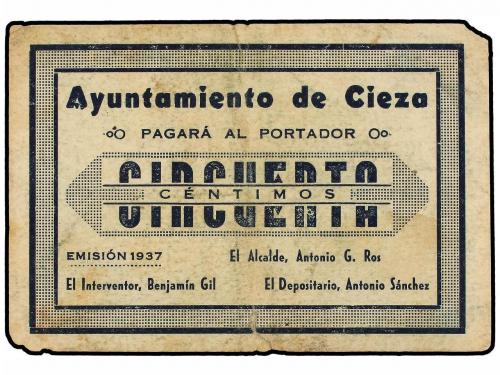 Ayuntamiento de Cieza
PAGARÁ AL PORTADOR
CINCUENTA
CÉNTIMOS
EMISIÓN 1937
El Alcalde, Antonio G. Ros
El Interventor, Benjamín Gil
El Depositario, Antonio Sánchez